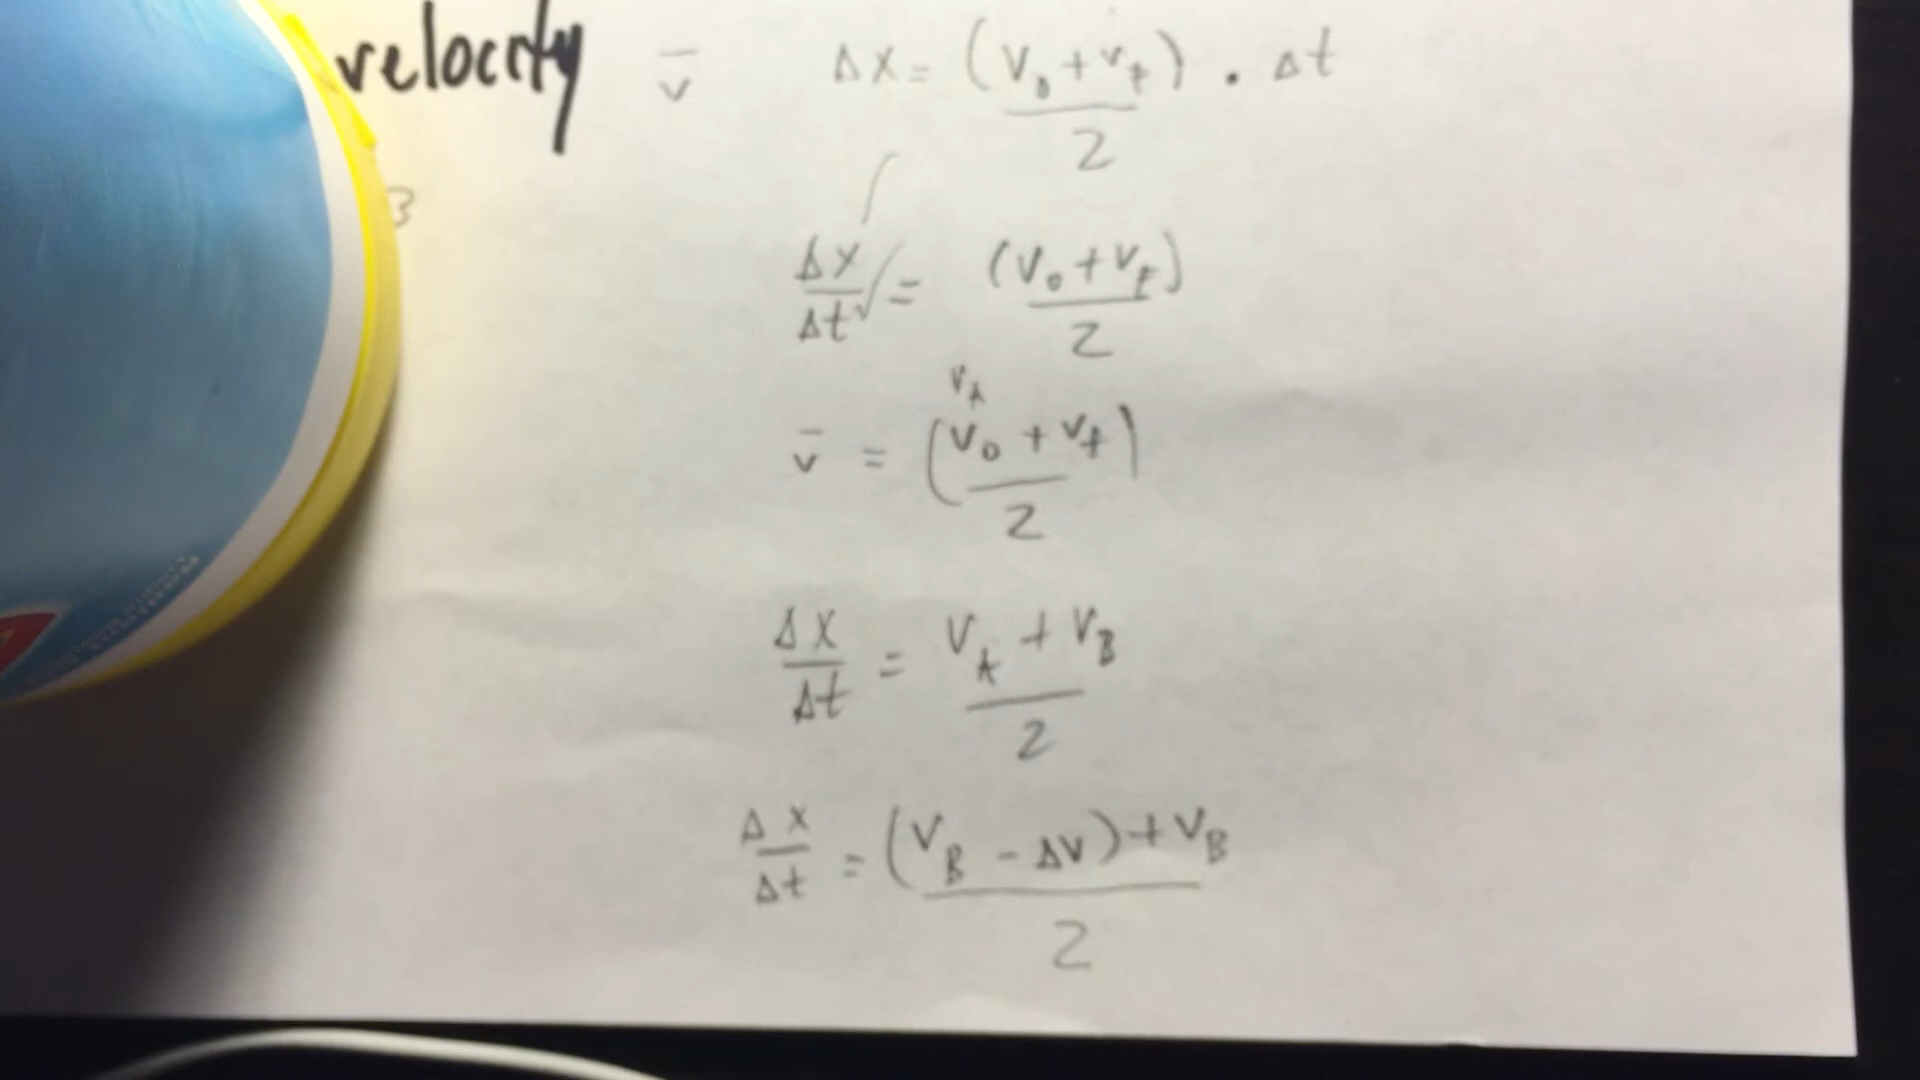 velocity v̄ Δx = (v₀ + v_f)/2 · Δt
3
Δx/Δt = (v₀ + v_F)/2
v_A
v̄ = (v₀ + v_f)/2
Δx/Δt = (v_A + v_B)/2
Δx/Δt = ((v_B - Δv) + v_B)/2